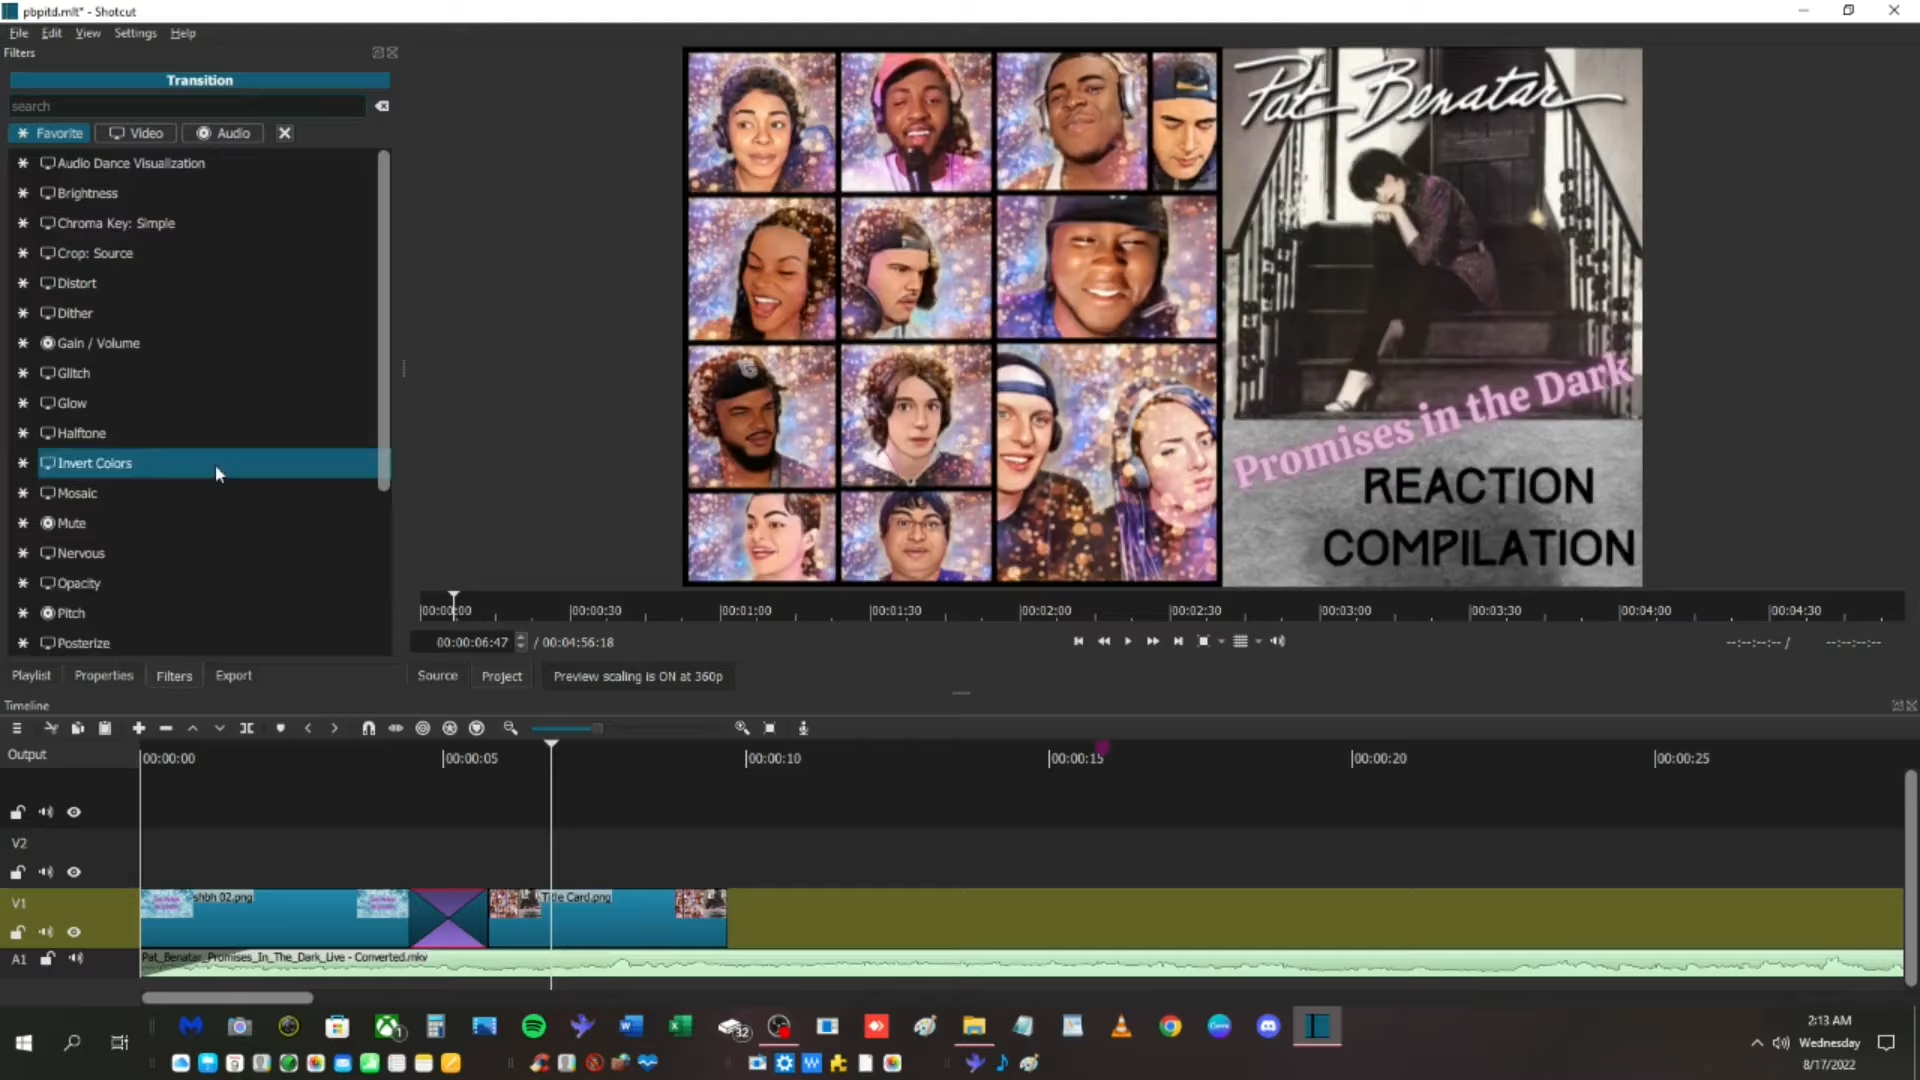 pbpitd.mlt* - Shotcut
File Edit View Settings Help
Filters
Transition
search
Favorite Video Audio
Audio Dance Visualization
Brightness
Chroma Key: Simple
Crop: Source
Distort
Dither
Gain / Volume
Glitch
Glow
Halftone
Invert Colors
Mosaic
Mute
Nervous
Opacity
Pitch
Posterize
Pat Benatar
Promises in the Dark
REACTION
COMPILATION
00:00:00 00:00:30 00:01:00 00:01:30 00:02:00 00:02:30 00:03:00 00:03:30 00:04:00 00:04:30
00:00:06:47 / 00:04:56:18
--:--:--:-- / --:--:--:--
Playlist Properties Filters Export
Source Project Preview scaling is ON at 360p
Timeline
Output
00:00:00 00:00:05 00:00:10 00:00:15 00:00:20 00:00:25
V2
V1
shbh 02.png Title Card.png
A1
Pat_Benatar_Promises_In_The_Dark_Live - Converted.mkv
1
32
2:13 AM
Wednesday
8/17/2022